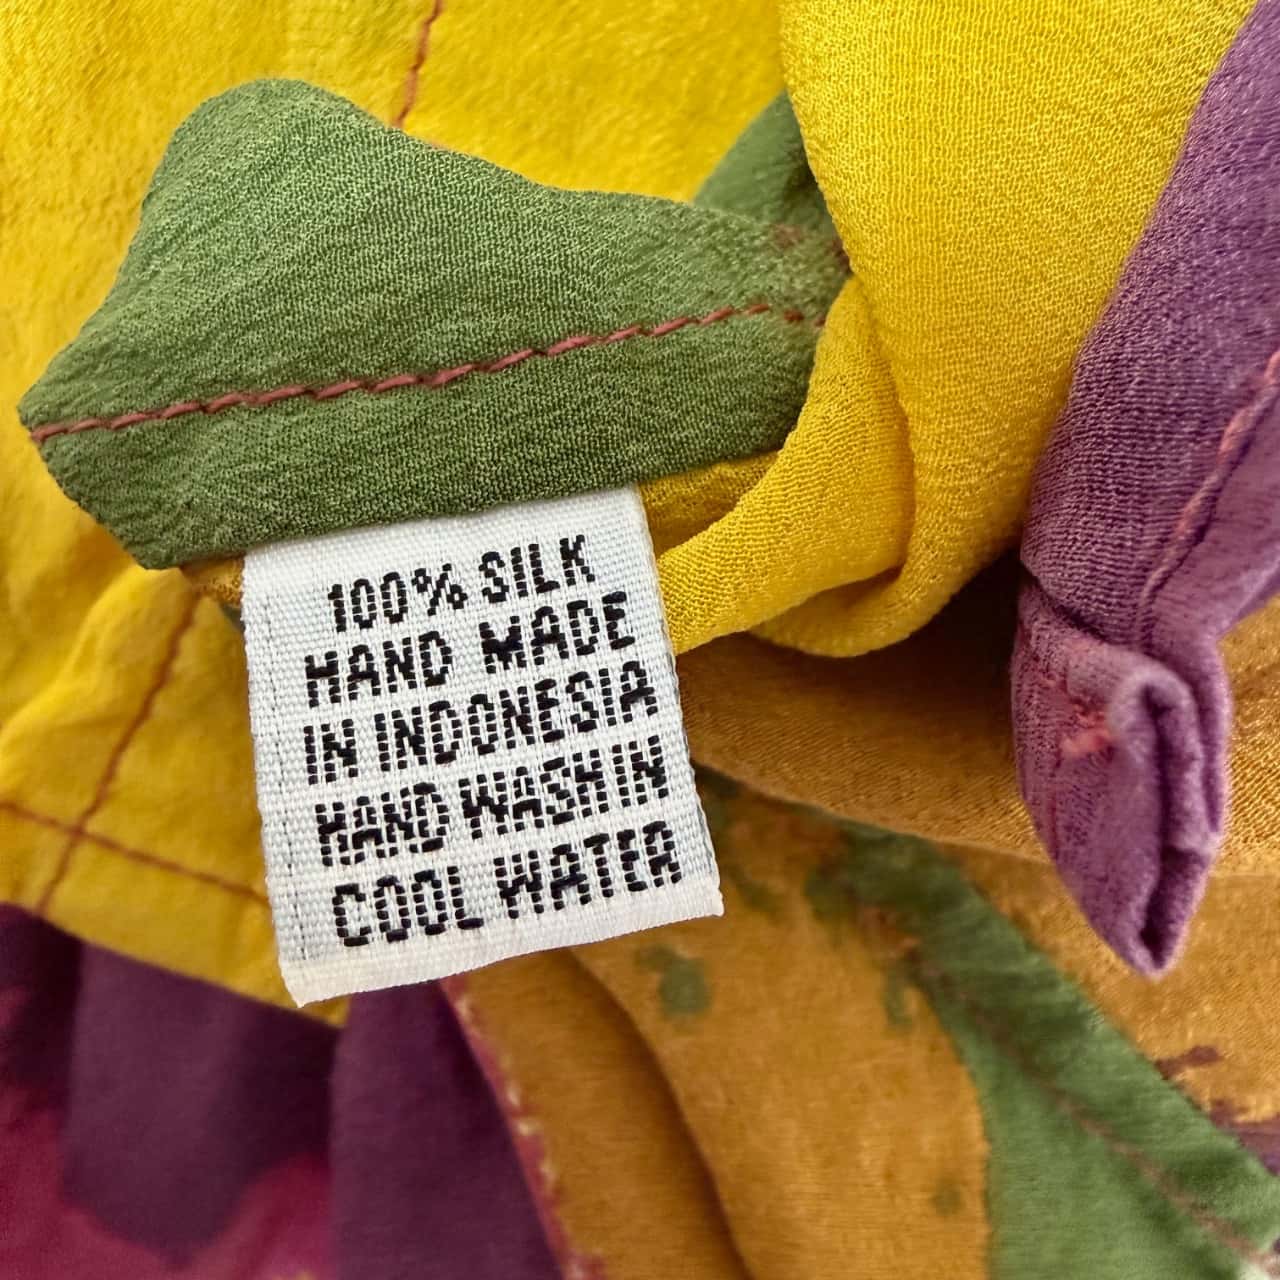 100% SILK
HAND MADE
IN INDONESIA
HAND WASH IN
COOL WATER